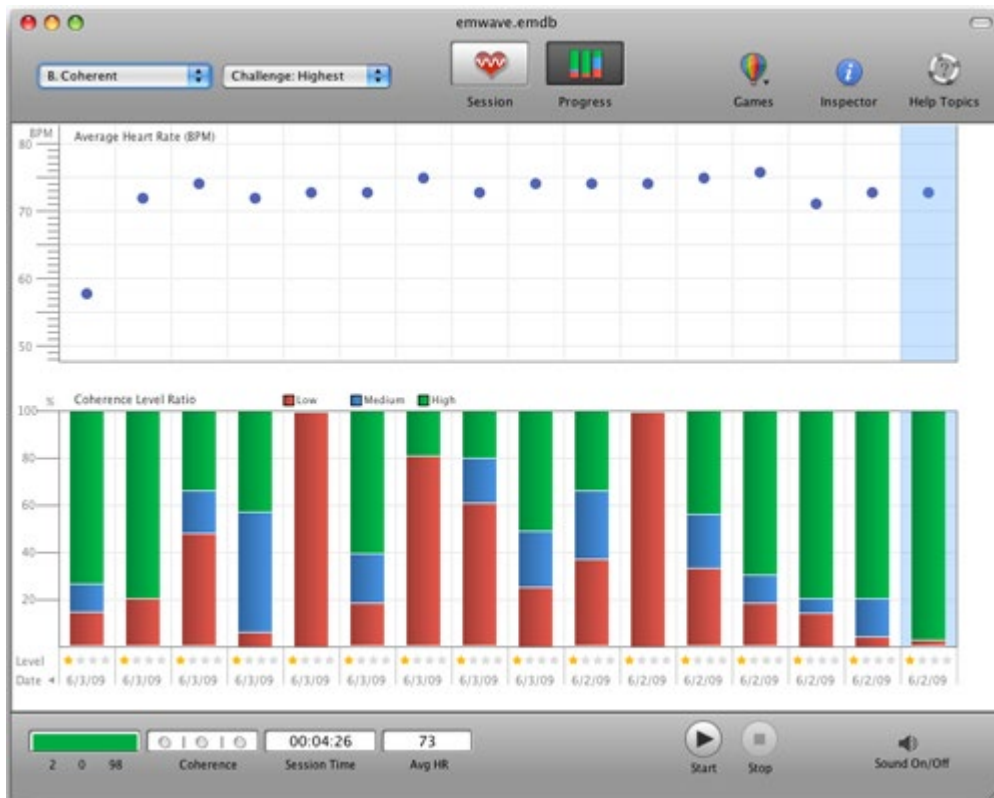 emwave.emdb
B. Coherent
Challenge: Highest
Session
Progress
Games
Inspector
Help Topics
BPM
Average Heart Rate (BPM)
80
70
60
50
% Coherence Level Ratio Low Medium High
100
80
60
40
20
Level
Date 6/3/09 6/3/09 6/3/09 6/3/09 6/3/09 6/3/09 6/3/09 6/3/09 6/2/09 6/2/09 6/2/09 6/2/09 6/2/09 6/2/09 6/2/09 6/2/09
00:04:26 73
2 0 98 Coherence Session Time Avg HR
Start Stop Sound On/Off